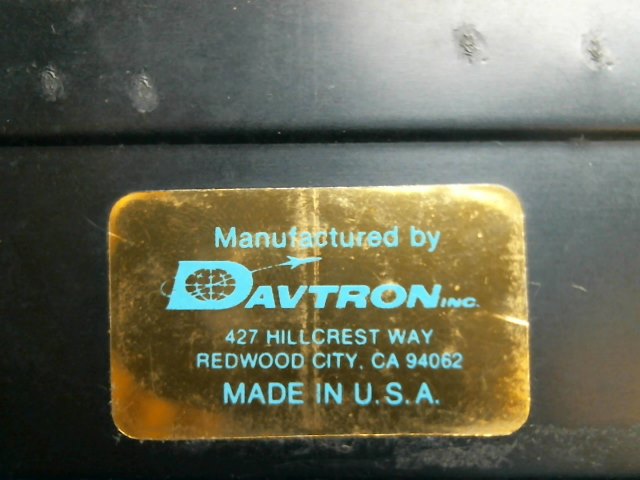 Manufactured by
DAVTRON INC.
427 HILLCREST WAY
REDWOOD CITY, CA 94062
MADE IN U.S.A.